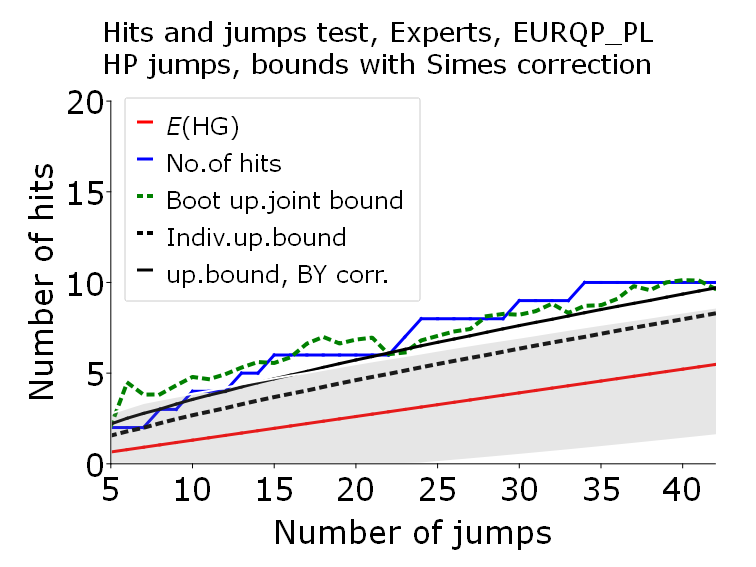 Hits and jumps test, Experts, EURQP_PL
HP jumps, bounds with Simes correction
Number of hits
20
15
10
5
0
E(HG)
No.of hits
Boot up.joint bound
Indiv.up.bound
up.bound, BY corr.
5 10 15 20 25 30 35 40
Number of jumps